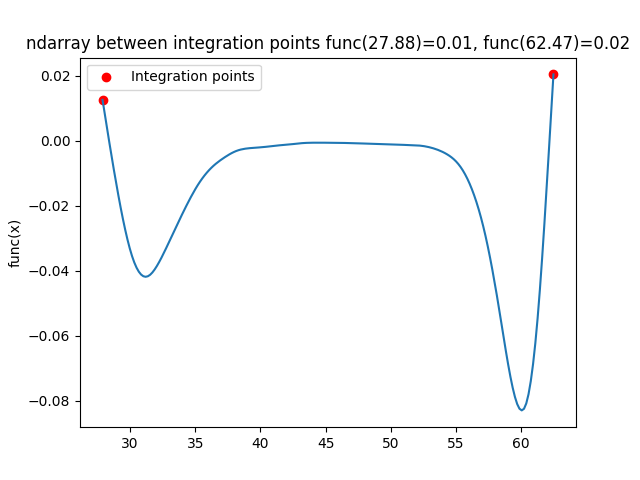 ndarray between integration points func(27.88)=0.01, func(62.47)=0.02
Integration points
func(x)
0.02
0.00
−0.02
−0.04
−0.06
−0.08
30 35 40 45 50 55 60